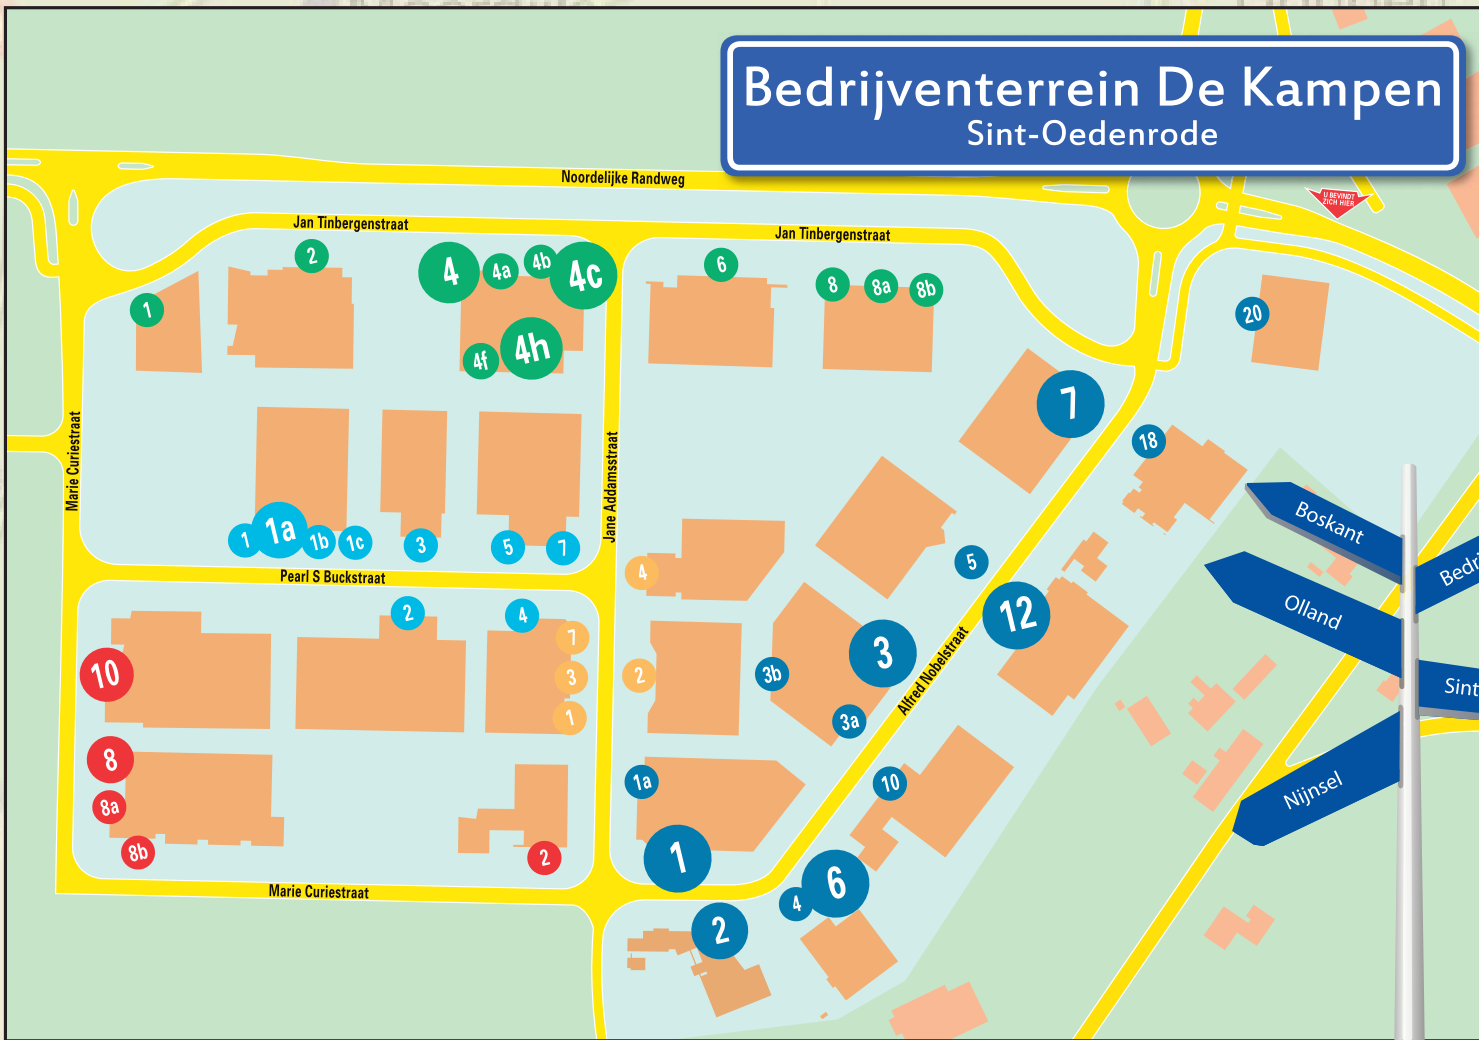 Bedrijventerrein De Kampen
Sint-Oedenrode
Noordelijke Randweg
U BEVINDT
ZICH HIER
Jan Tinbergenstraat
Jan Tinbergenstraat
2
4
4a
4b
4c
6
8
8a
8b
1
20
4f
4h
7
18
Marie Curiestraat
Jane Addamsstraat
Boskant
1
1a
1b
1c
3
5
7
5
4
Pearl S Buckstraat
Olland
2
4
7
12
10
3
2
3b
3
Alfred Nobelstraat
Sint
1
3a
8
1a
10
Nijnsel
8a
8b
2
1
6
4
Marie Curiestraat
2